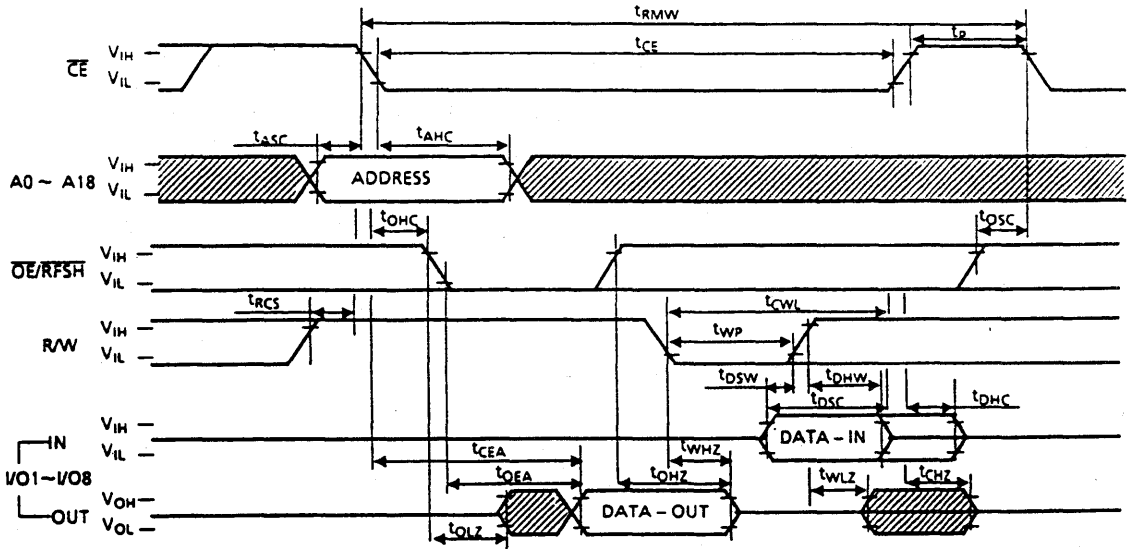 tRMW
tCE
tP
VIH
CE
VIL
tASC
tAHC
VIH
A0 ~ A18
ADDRESS
VIL
tOHC
tOSC
VIH
OE/RFSH
VIL
tRCS
tCWL
VIH
R/W
tWP
VIL
tDSW
tDHW
tDSC
tDHC
VIH
IN
DATA-IN
VIL
tCEA
tWHZ
I/O1~I/O8
tOEA
tOHZ
tWLZ
tCHZ
VOH
OUT
DATA-OUT
VOL
tOLZ